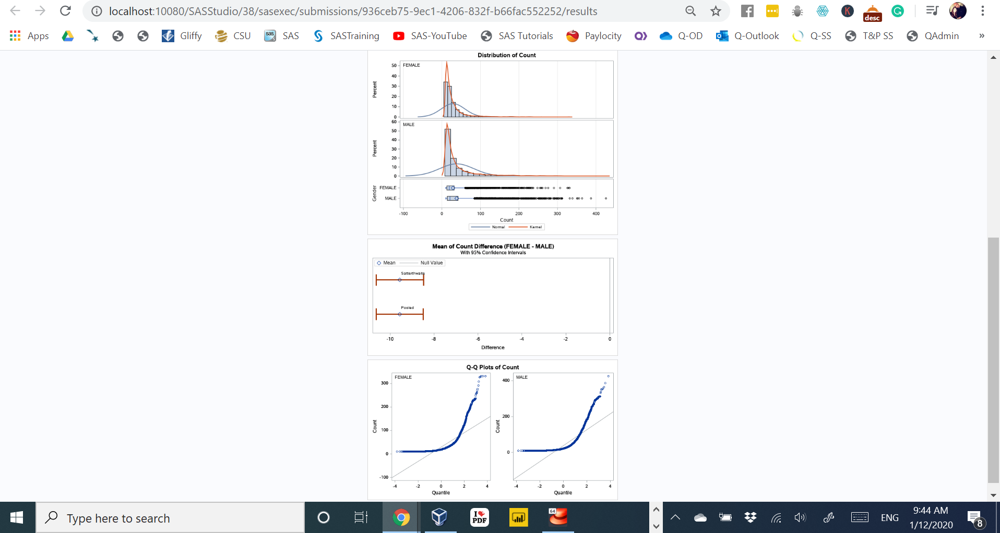 localhost:10080/SASStudio/38/sasexec/submissions/936ceb75-9ec1-4206-832f-b66fac552252/results
desc
Apps Gliffy CSU SAS SASTraining SAS-YouTube SAS Tutorials Paylocity Q-OD Q-Outlook Q-SS T&P SS QAdmin »
Distribution of Count
FEMALE
50
40
30
20
10
0
Percent
MALE
60
50
40
30
20
10
0
Percent
Gender
FEMALE
MALE
-100 0 100 200 300 400
Count
Normal Kernel
Mean of Count Difference (FEMALE - MALE)
With 95% Confidence Intervals
Mean Null Value
Satterthwaite
Pooled
-10 -8 -6 -4 -2 0
Difference
Q-Q Plots of Count
FEMALE
300
200
100
0
-100
Count
-4 -2 0 2 4
Quantile
MALE
400
200
0
Count
-4 -2 0 2 4
Quantile
Type here to search
I PDF
64
ENG
9:44 AM
1/12/2020
8